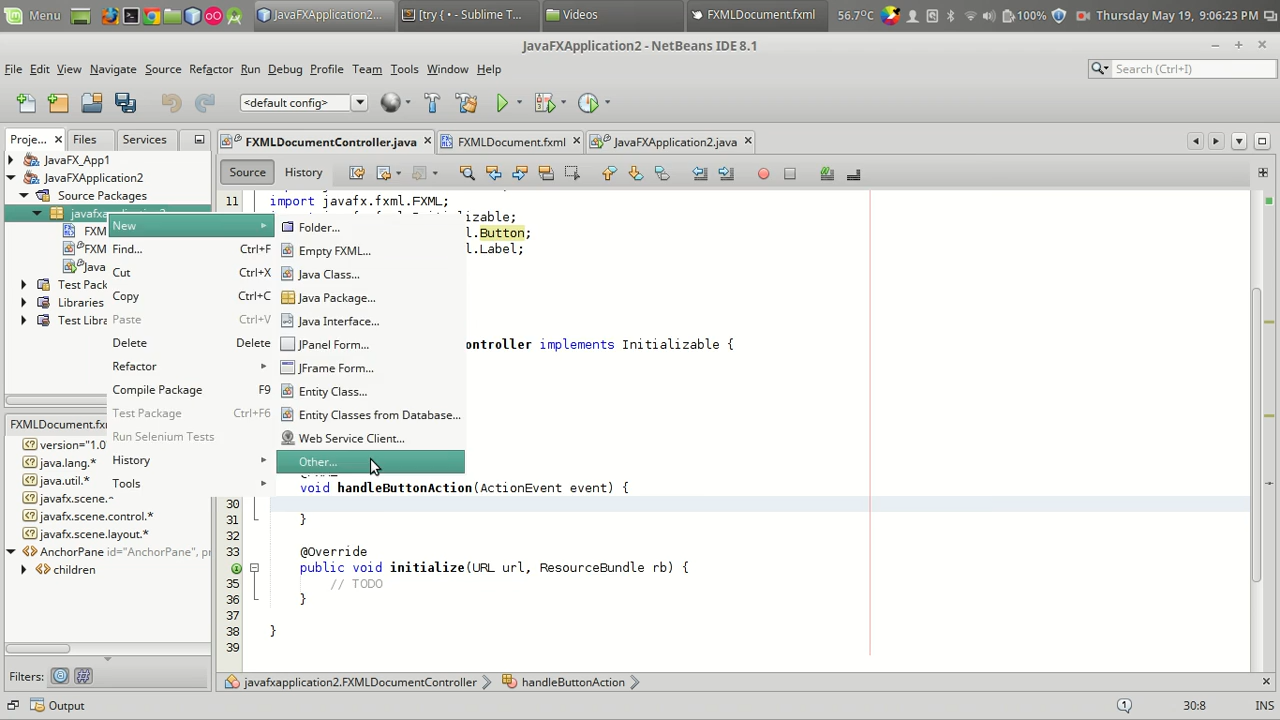 Menu
JavaFXApplication2...
[try { • - Sublime T...
Videos
FXMLDocument.fxml
56.7°C
100%
Thursday May 19, 9:06:23 PM
JavaFXApplication2 - NetBeans IDE 8.1
File Edit View Navigate Source Refactor Run Debug Profile Team Tools Window Help
Search (Ctrl+I)
<default config>
Proje...
Files
Services
FXMLDocumentController.java
FXMLDocument.fxml
JavaFXApplication2.java
JavaFX_App1
JavaFXApplication2
Source Packages
FXM
FXM
Java
Test Pack
Libraries
Test Libra
Source
History
New
Find... Ctrl+F
Cut Ctrl+X
Copy Ctrl+C
Paste Ctrl+V
Delete Delete
Refactor
Compile Package F9
Test Package Ctrl+F6
Run Selenium Tests
History
Tools
Folder...
Empty FXML...
Java Class...
Java Package...
Java Interface...
JPanel Form...
JFrame Form...
Entity Class...
Entity Classes from Database...
Web Service Client...
Other...
11 import javafx.fxml.FXML;
l.Button;
l.Label;
ontroller implements Initializable {
void handleButtonAction(ActionEvent event) {
30
31 }
32
33 @Override
public void initialize(URL url, ResourceBundle rb) {
35 // TODO
36 }
37
38 }
39
FXMLDocument.fxm
version="1.0
java.lang.*
java.util.*
javafx.scene.*
javafx.scene.control.*
javafx.scene.layout.*
AnchorPane id="AnchorPane", pr
children
Filters:
javafxapplication2.FXMLDocumentController
handleButtonAction
Output
1
30:8
INS